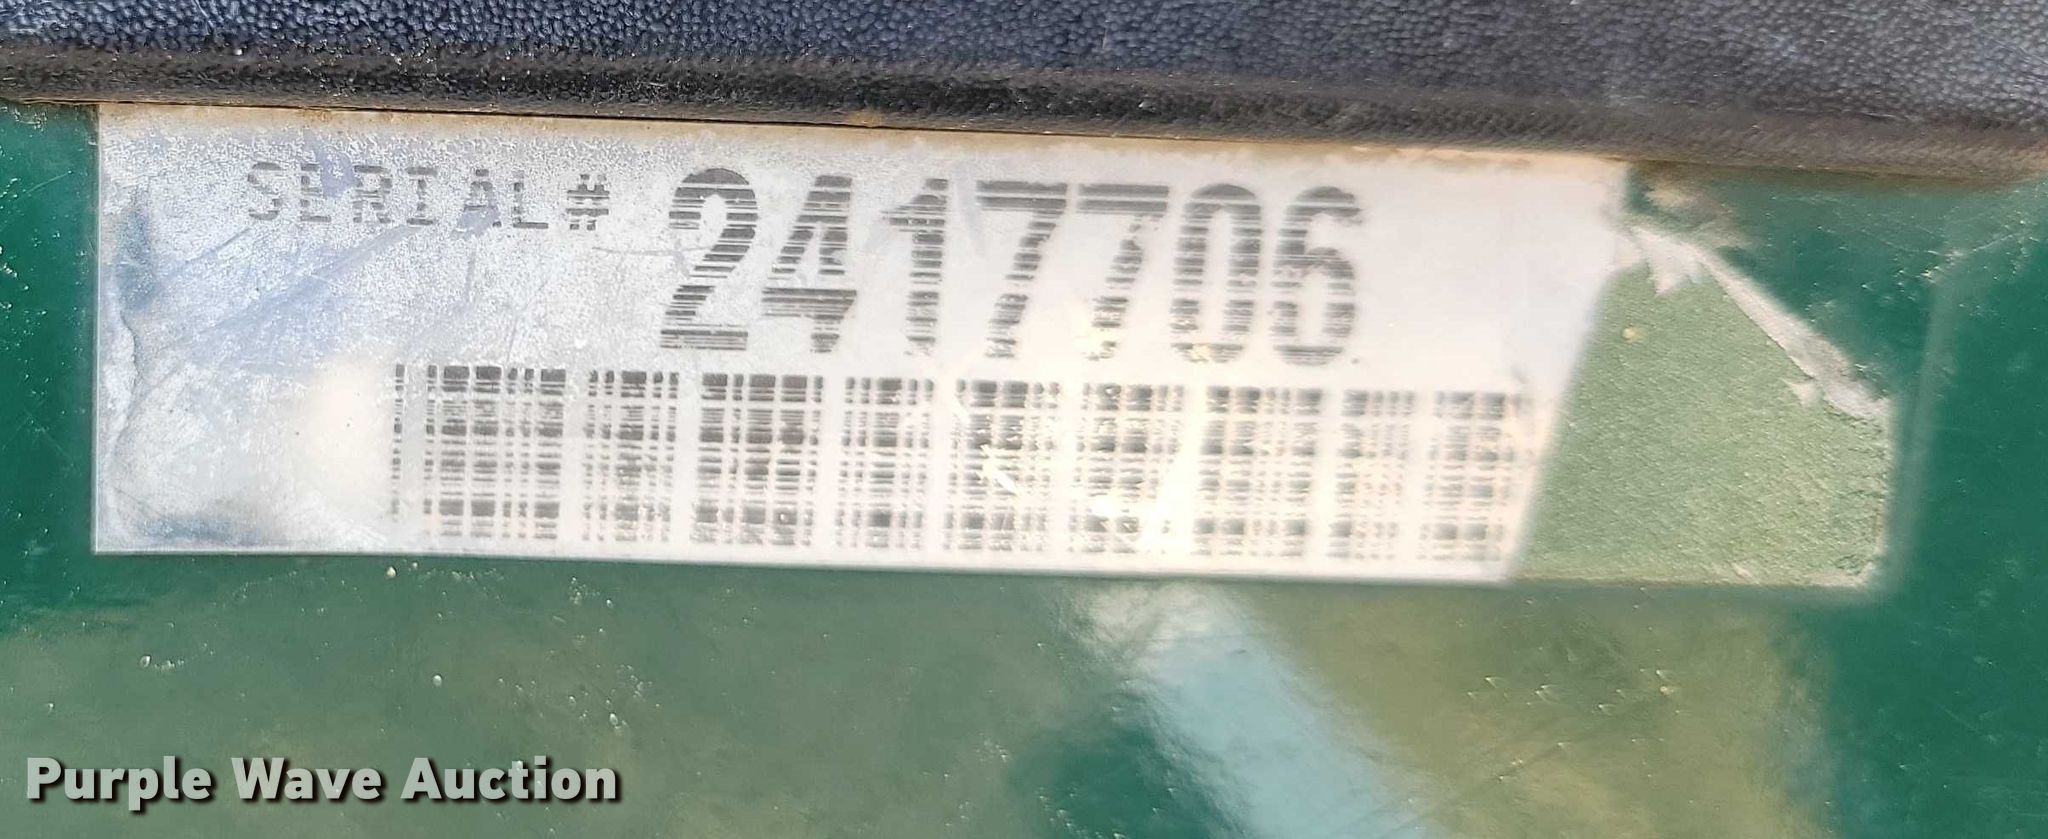 SERIAL# 2417706
Purple Wave Auction